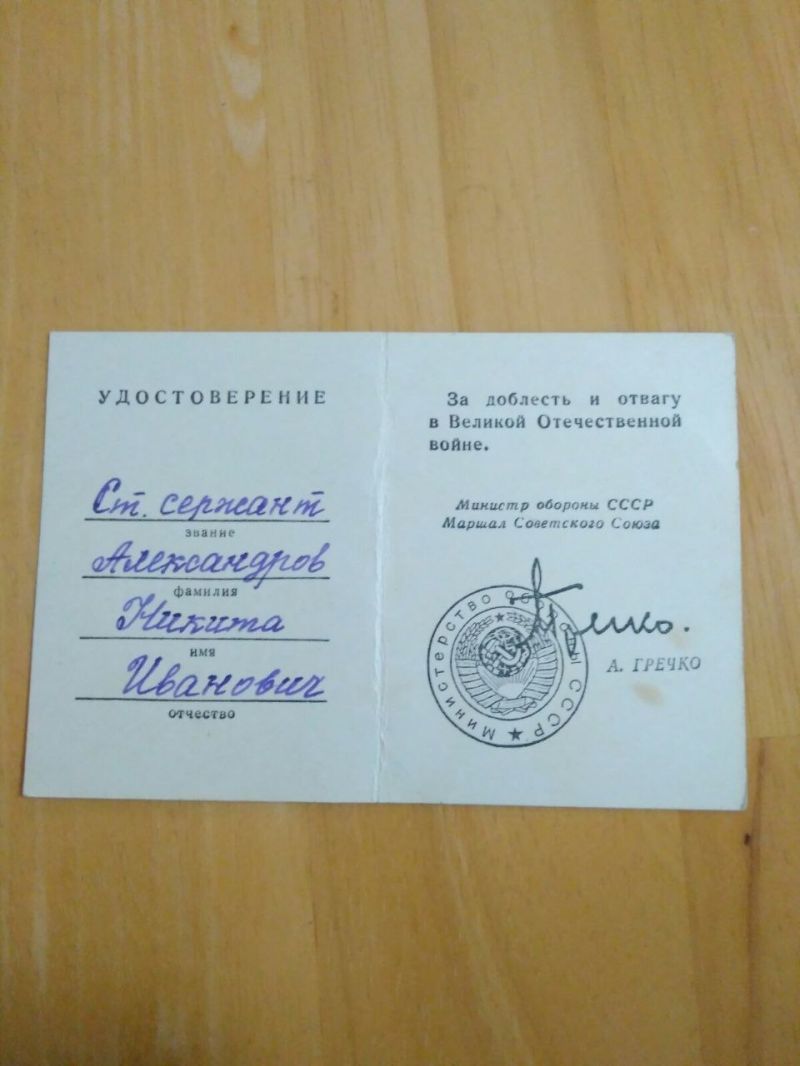 УДОСТОВЕРЕНИЕ
Ст. сержант
звание
Александров
фамилия
Никита
имя
Иванович
отчество
За доблесть и отвагу
в Великой Отечественной
войне.
Министр обороны СССР
Маршал Советского Союза
Министерство обороны СССР
А. ГРЕЧКО